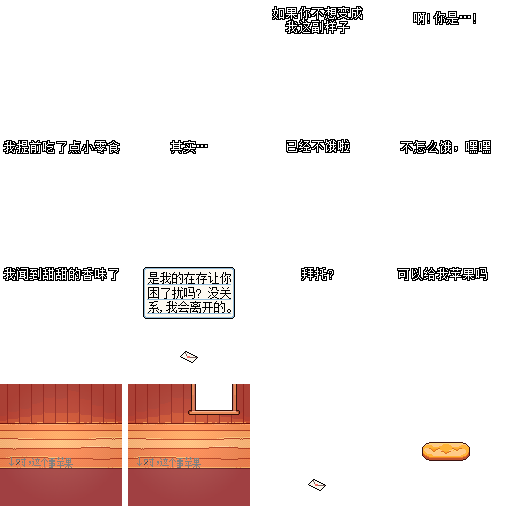 如果你不想变成
我这副样子
啊!你是…!
我提前吃了点小零食
其实…
已经不饿啦
不怎么饿，嘿嘿
我闻到甜甜的香味了
是我的在存让你
困了扰吗?没关
系,我会离开的。
拜托?
可以给我苹果吗